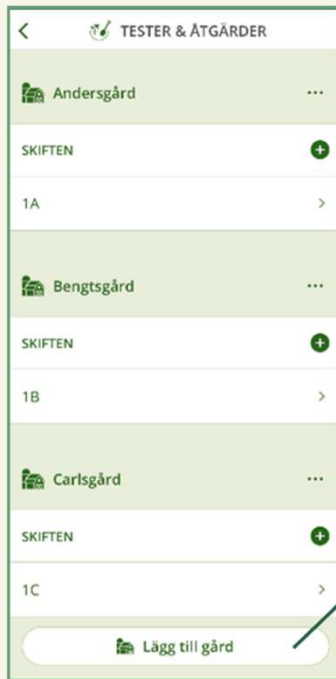 TESTER & ÅTGÄRDER
Andersgård
SKIFTEN
1A
Bengtsgård
SKIFTEN
1B
Carlsgård
SKIFTEN
1C
Lägg till gård